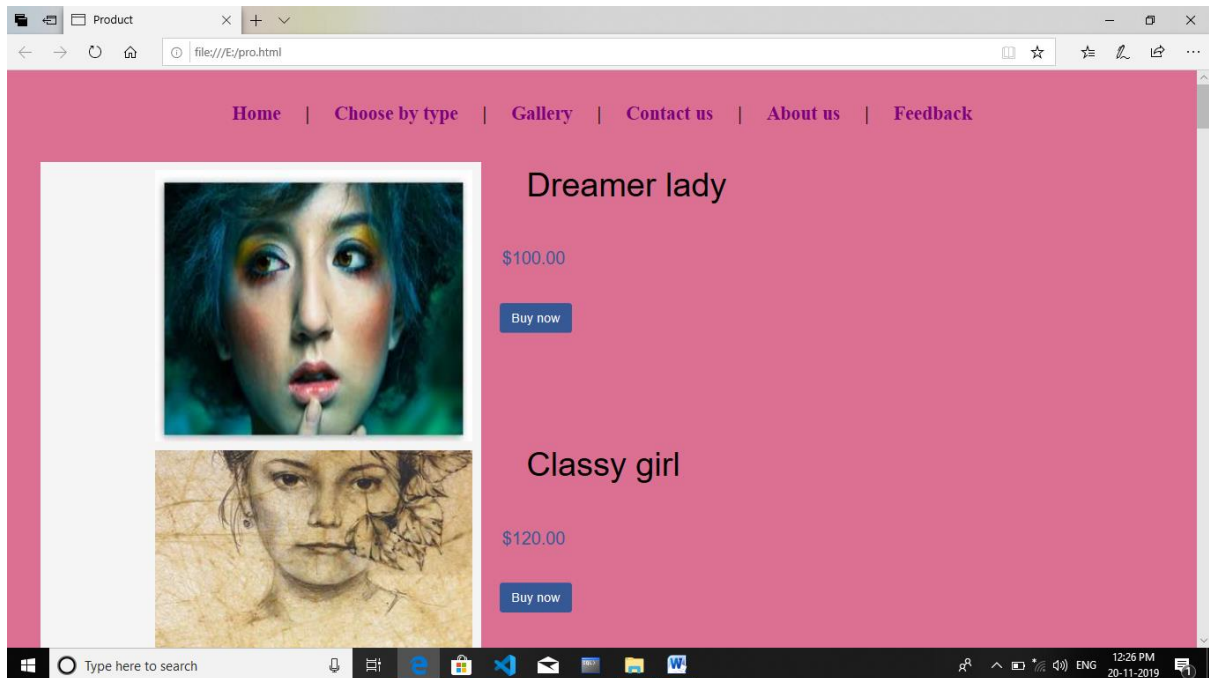 Product
file:///E:/pro.html
Home | Choose by type | Gallery | Contact us | About us | Feedback
Dreamer lady
$100.00
Buy now
Classy girl
$120.00
Buy now
Type here to search
ENG
12:26 PM
20-11-2019